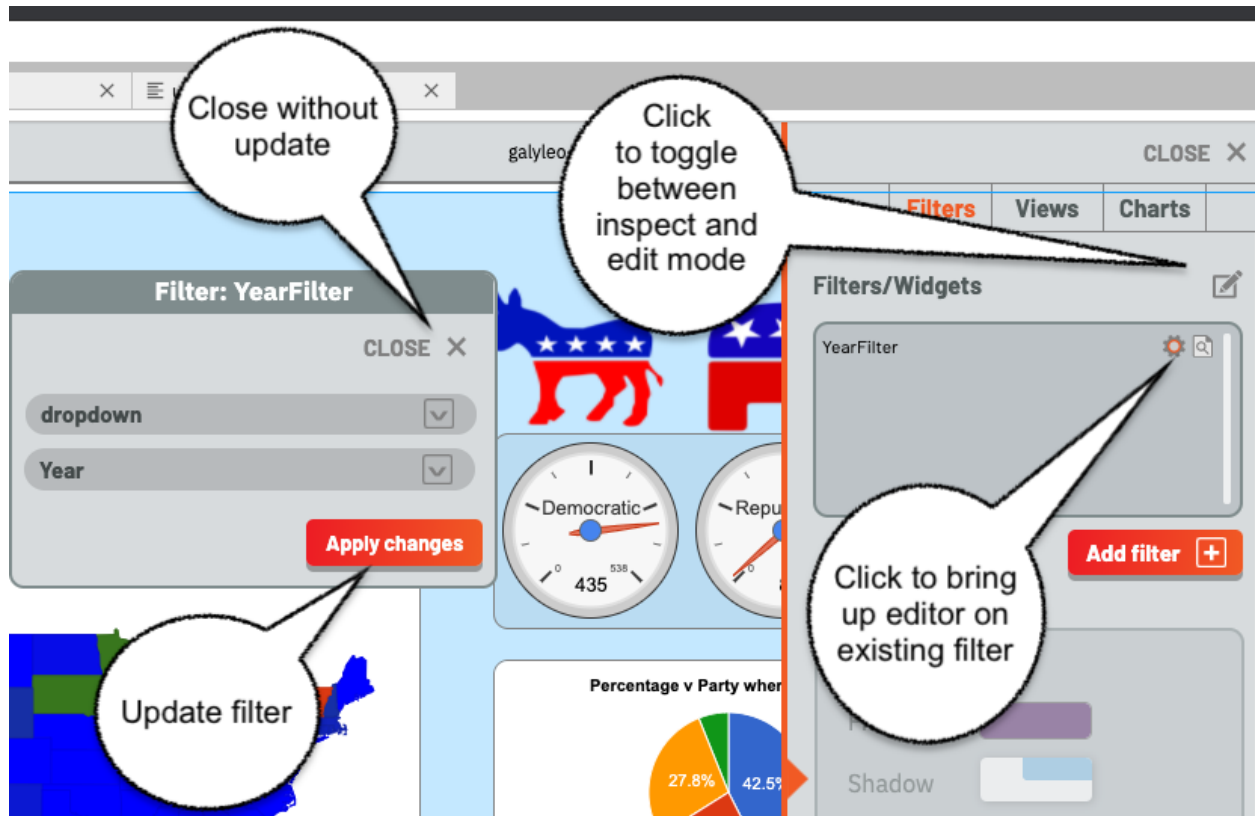 Close without
update
Click
to toggle
between
inspect and
edit mode
galyleo
CLOSE
Filters
Views
Charts
Filter: YearFilter
CLOSE
dropdown
Year
Apply changes
Filters/Widgets
YearFilter
Add filter
Democratic
0
538
435
Repu
0
Click to bring
up editor on
existing filter
Update filter
Percentage v Party wher
27.8%
42.5%
Shadow